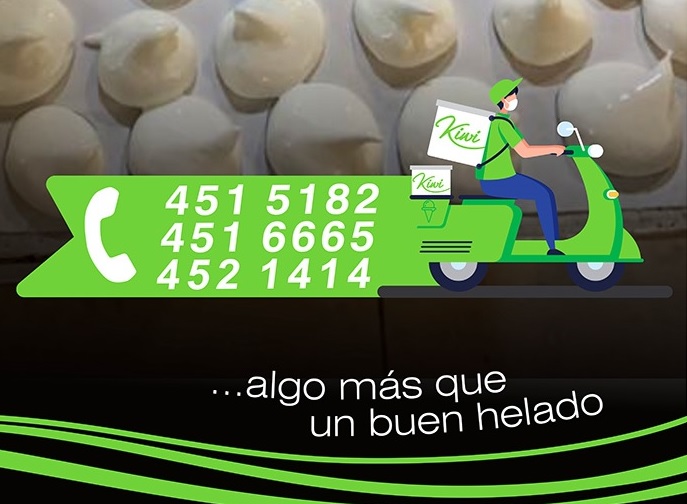 Kiwi
Kiwi
451 5182
451 6665
452 1414
...algo más que
un buen helado